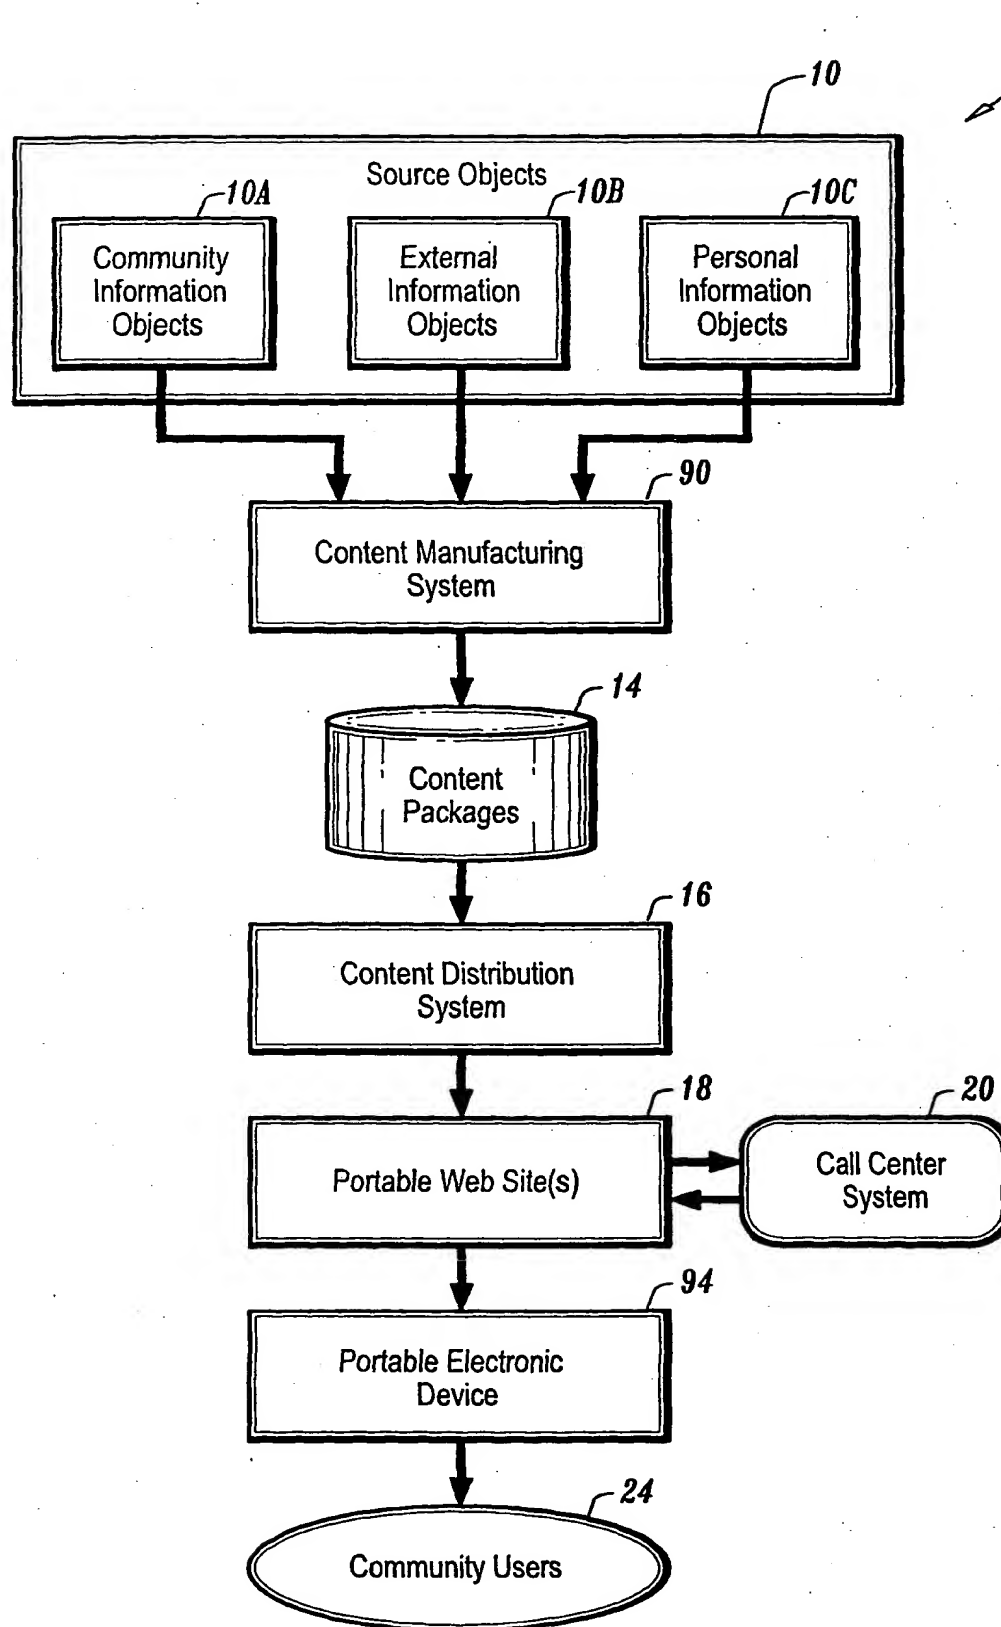 10
Source Objects
10A
10B
10C
Community
Information
Objects
External
Information
Objects
Personal
Information
Objects
90
Content Manufacturing
System
14
Content
Packages
16
Content Distribution
System
18
20
Portable Web Site(s)
Call Center
System
94
Portable Electronic
Device
24
Community Users